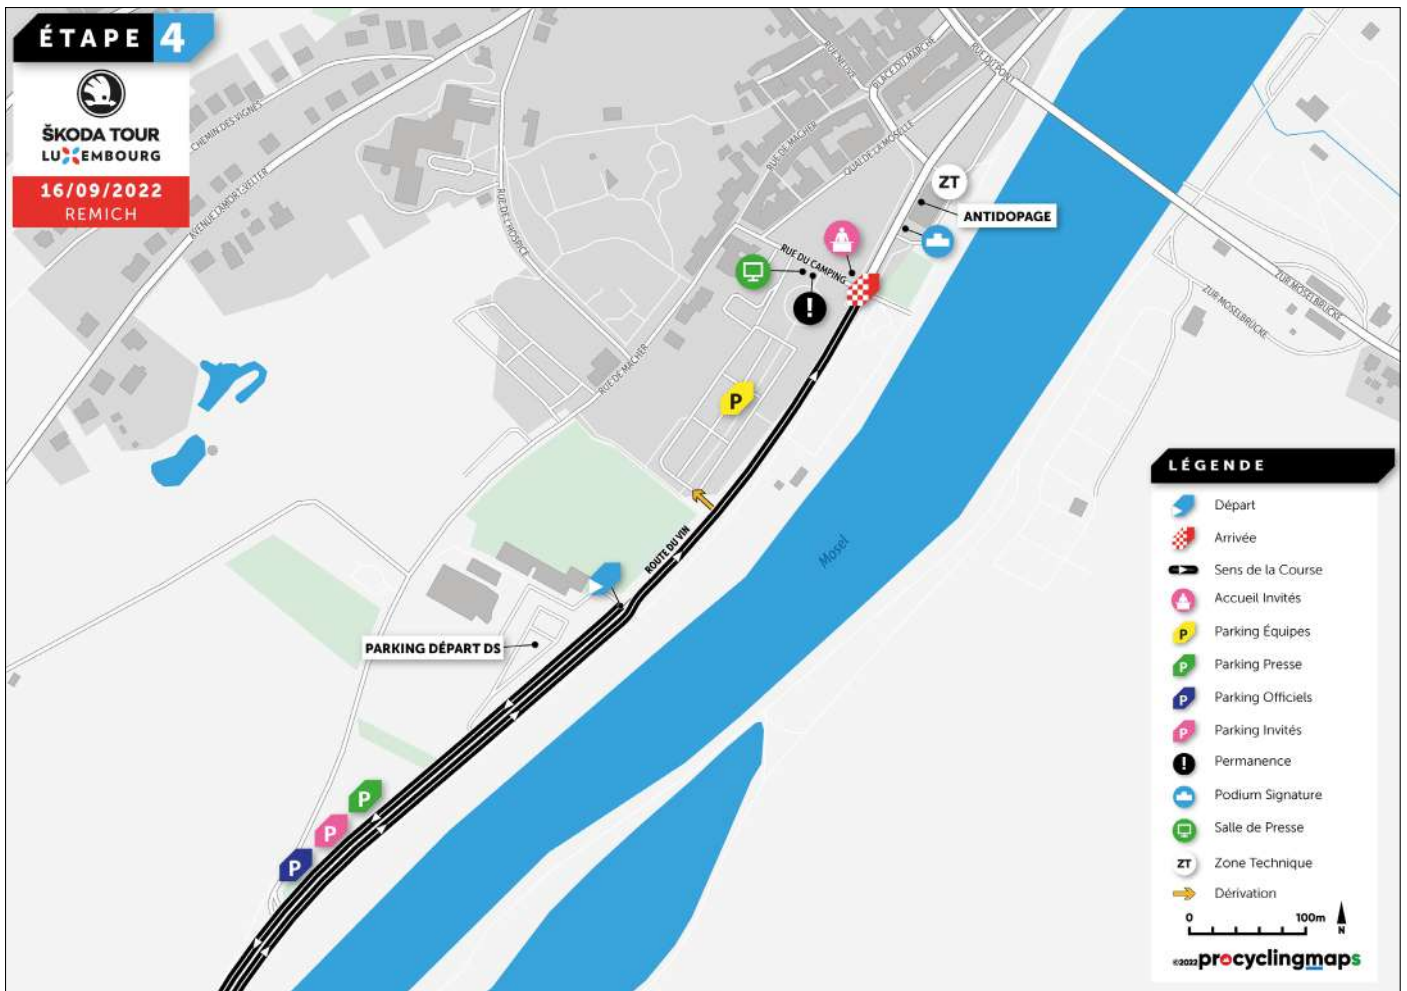 ÉTAPE 4
ŠKODA TOUR
LUXEMBOURG
16/09/2022
REMICH
CHEMIN DES VIGNES
AVENUE LAMORT-VELTER
RUE DE L'HOSPICE
RUE NEUVE
PLACE DU MARCHÉ
RUE DU PONT
RUE DE MACHER
QUAI DE LA MOSELLE
ZT
ANTIDOPAGE
RUE DU CAMPING
!
ZUR MOSELBRÜCKE
ZUR MOSELBRÜCKE
RUE DE MACHER
P
Mosel
ROUTE DU VIN
PARKING DÉPART DS
P
P
P
LÉGENDE
Départ
Arrivée
Sens de la Course
Accueil Invités
P Parking Équipes
P Parking Presse
P Parking Officiels
P Parking Invités
! Permanence
Podium Signature
Salle de Presse
ZT Zone Technique
Dérivation
0 100m
N
©2022 procyclingmaps